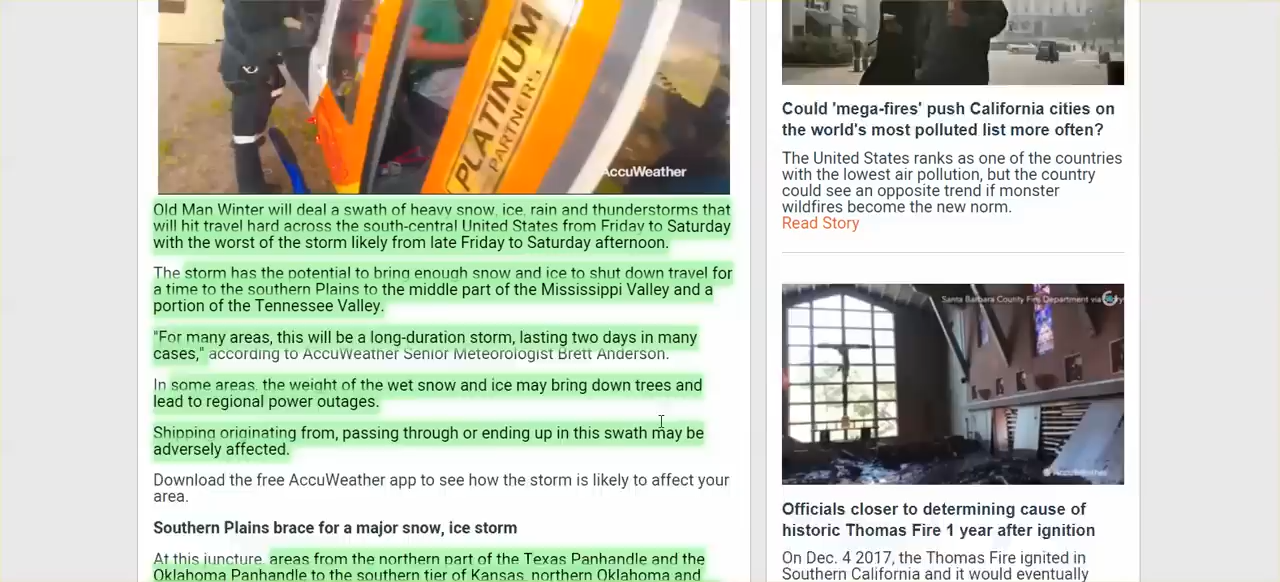 PLATINUM
PARTNERS
AccuWeather
Old Man Winter will deal a swath of heavy snow, ice, rain and thunderstorms that
will hit travel hard across the south-central United States from Friday to Saturday
with the worst of the storm likely from late Friday to Saturday afternoon.
The storm has the potential to bring enough snow and ice to shut down travel for
a time to the southern Plains to the middle part of the Mississippi Valley and a
portion of the Tennessee Valley.
"For many areas, this will be a long-duration storm, lasting two days in many
cases," according to AccuWeather Senior Meteorologist Brett Anderson.
In some areas, the weight of the wet snow and ice may bring down trees and
lead to regional power outages.
Shipping originating from, passing through or ending up in this swath may be
adversely affected.
Download the free AccuWeather app to see how the storm is likely to affect your
area.
Southern Plains brace for a major snow, ice storm
At this juncture, areas from the northern part of the Texas Panhandle and the
Oklahoma Panhandle to the southern tier of Kansas, northern Oklahoma and
Could 'mega-fires' push California cities on
the world's most polluted list more often?
The United States ranks as one of the countries
with the lowest air pollution, but the country
could see an opposite trend if monster
wildfires become the new norm.
Read Story
Santa Barbara County Fire Department via
AccuWeather
Officials closer to determining cause of
historic Thomas Fire 1 year after ignition
On Dec. 4 2017, the Thomas Fire ignited in
Southern California and it would eventually